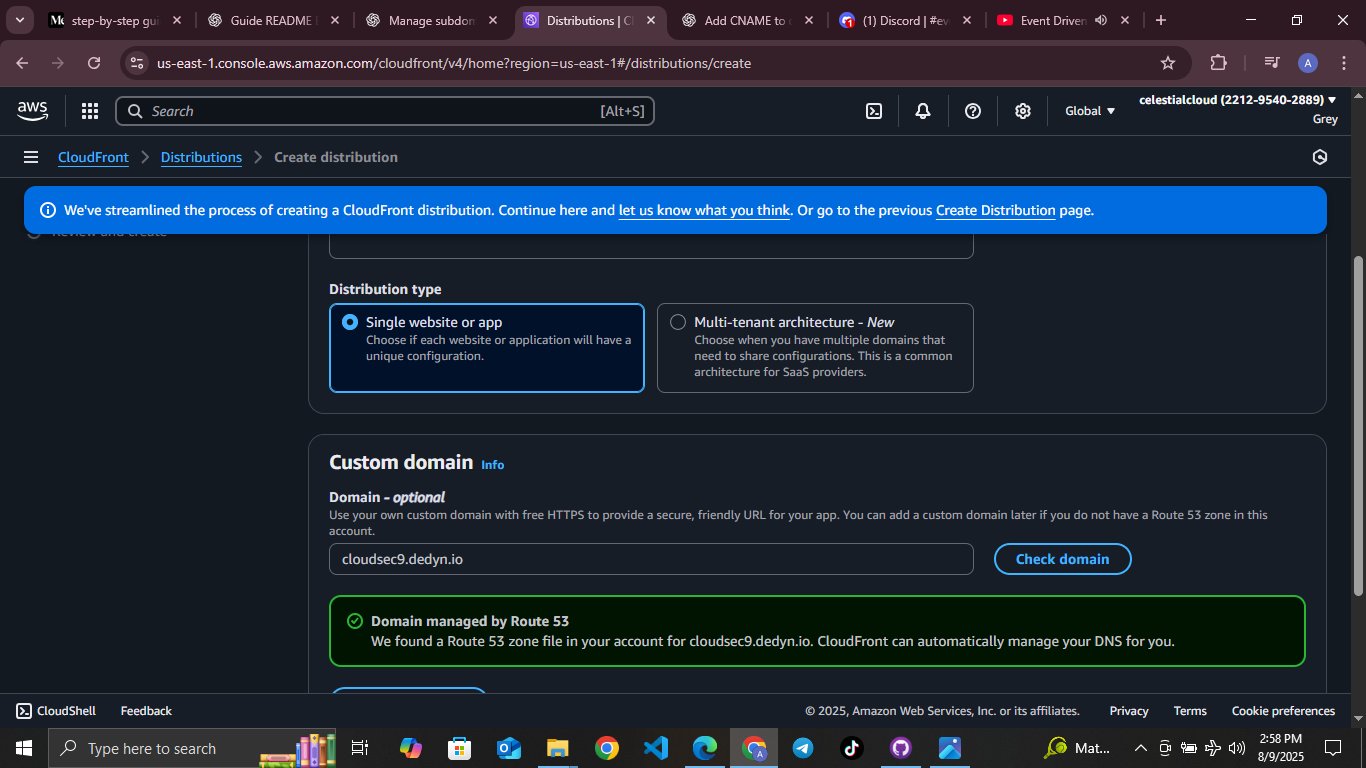 step-by-step gui
Guide README
Manage subdom
Distributions | Cl
Add CNAME to
(1) Discord | #ev
Event Driven
us-east-1.console.aws.amazon.com/cloudfront/v4/home?region=us-east-1#/distributions/create
A
aws
Search
[Alt+S]
Global
celestialcloud (2212-9540-2889)
Grey
CloudFront
Distributions
Create distribution
We've streamlined the process of creating a CloudFront distribution. Continue here and let us know what you think. Or go to the previous Create Distribution page.
Review and create
Distribution type
Single website or app
Choose if each website or application will have a
unique configuration.
Multi-tenant architecture - New
Choose when you have multiple domains that
need to share configurations. This is a common
architecture for SaaS providers.
Custom domain Info
Domain - optional
Use your own custom domain with free HTTPS to provide a secure, friendly URL for your app. You can add a custom domain later if you do not have a Route 53 zone in this
account.
cloudsec9.dedyn.io
Check domain
Domain managed by Route 53
We found a Route 53 zone file in your account for cloudsec9.dedyn.io. CloudFront can automatically manage your DNS for you.
CloudShell
Feedback
© 2025, Amazon Web Services, Inc. or its affiliates.
Privacy
Terms
Cookie preferences
Type here to search
Mat...
2:58 PM
8/9/2025